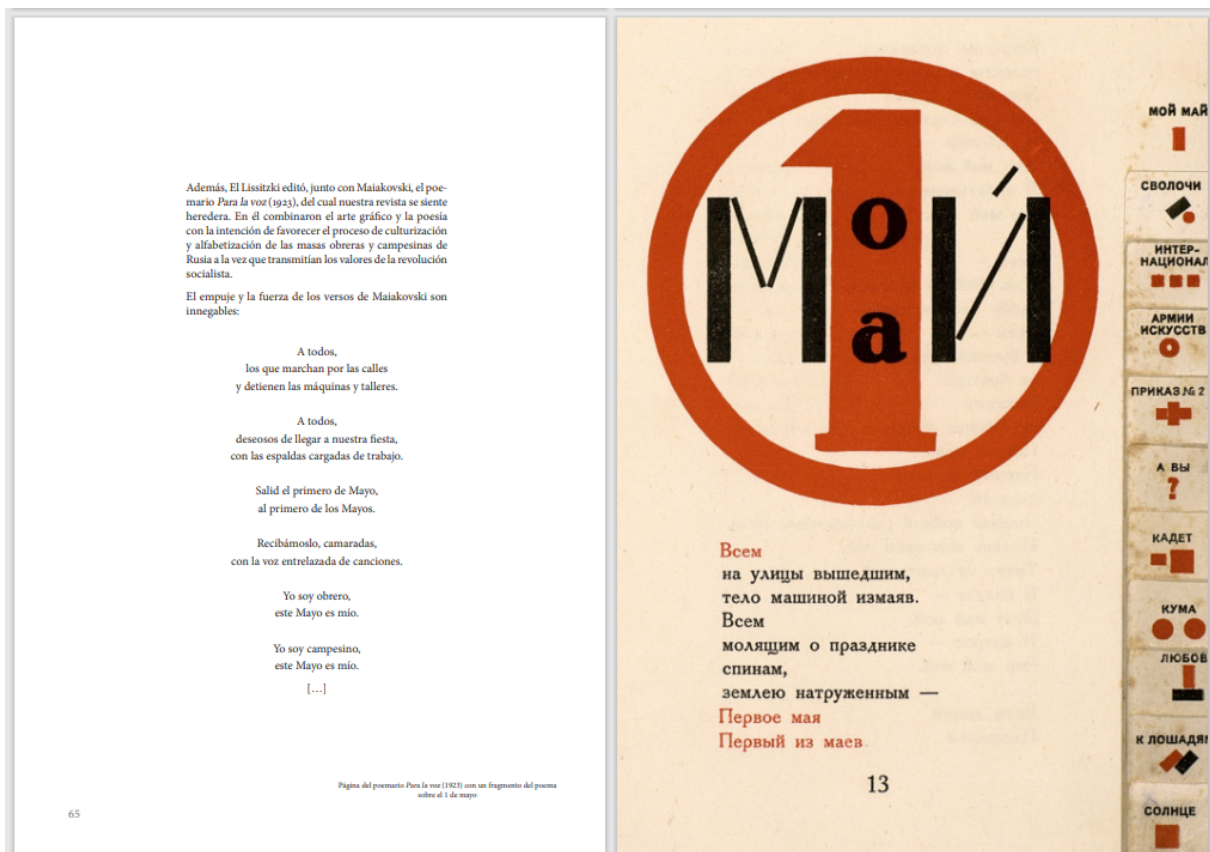 Además, El Lissitzki editó, junto con Maiakovski, el poe-
mario Para la voz (1923), del cual nuestra revista se siente
heredera. En él combinaron el arte gráfico y la poesía
con la intención de favorecer el proceso de culturización
y alfabetización de las masas obreras y campesinas de
Rusia a la vez que transmitían los valores de la revolución
socialista.
El empuje y la fuerza de los versos de Maiakovski son
innegables:
A todos,
los que marchan por las calles
y detienen las máquinas y talleres.
A todos,
deseosos de llegar a nuestra fiesta,
con las espaldas cargadas de trabajo.
Salid el primero de Mayo,
al primero de los Mayos.
Recibámoslo, camaradas,
con la voz entrelazada de canciones.
Yo soy obrero,
este Mayo es mío.
Yo soy campesino,
este Mayo es mío.
[…]
Página del poemario Para la voz (1923) con un fragmento del poema
sobre el 1 de mayo
65
1
МОЙ
МаЙ
Всем
на улицы вышедшим,
тело машиной измаяв.
Всем
молящим о празднике
спинам,
землею натруженным —
Первое мая
Первый из маев
13
МОЙ МАЙ
СВОЛОЧИ
ИНТЕР-
НАЦИОНАЛ
АРМИИ
ИСКУССТВ
ПРИКАЗ № 2
А ВЫ
?
КАДЕТ
КУМА
ЛЮБОВ
К ЛОШАДЯМ
СОЛНЦЕ